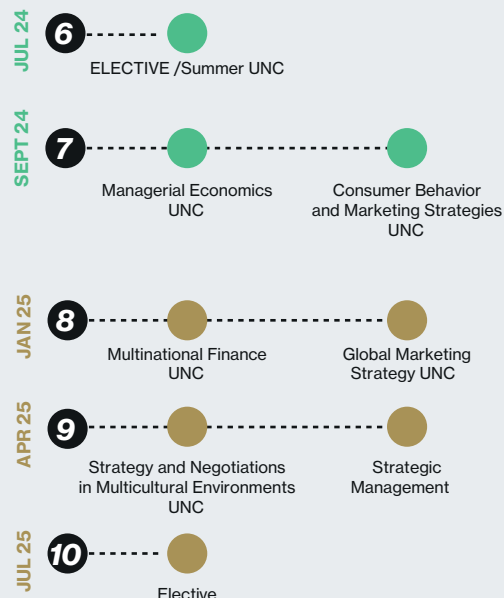 JUL 24
6
ELECTIVE /Summer UNC
SEPT 24
7
Managerial Economics
UNC
Consumer Behavior
and Marketing Strategies
UNC
JAN 25
8
Multinational Finance
UNC
Global Marketing
Strategy UNC
APR 25
9
Strategy and Negotiations
in Multicultural Environments
UNC
Strategic
Management
JUL 25
10
Elective